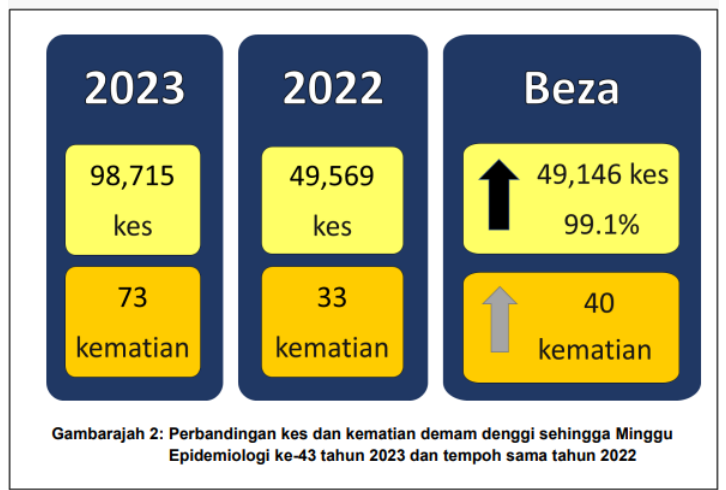 2023
98,715
kes
73
kematian
2022
49,569
kes
33
kematian
Beza
49,146 kes
99.1%
40
kematian
Gambarajah 2: Perbandingan kes dan kematian demam denggi sehingga Minggu
Epidemiologi ke-43 tahun 2023 dan tempoh sama tahun 2022